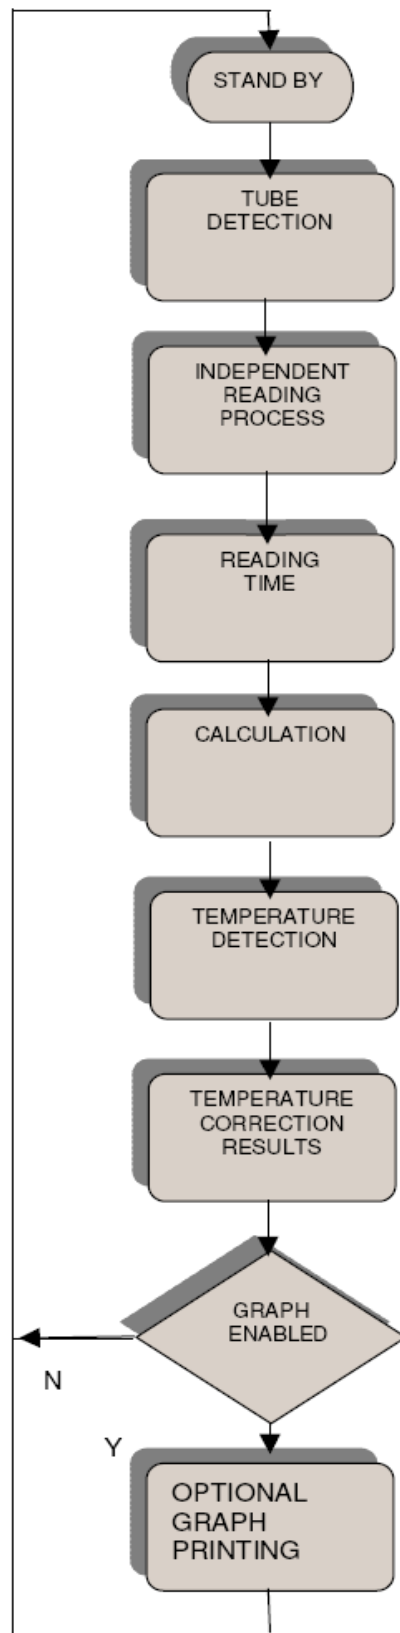 STAND BY
TUBE
DETECTION
INDEPENDENT
READING
PROCESS
READING
TIME
CALCULATION
TEMPERATURE
DETECTION
TEMPERATURE
CORRECTION
RESULTS
GRAPH
ENABLED
N
Y
OPTIONAL
GRAPH
PRINTING